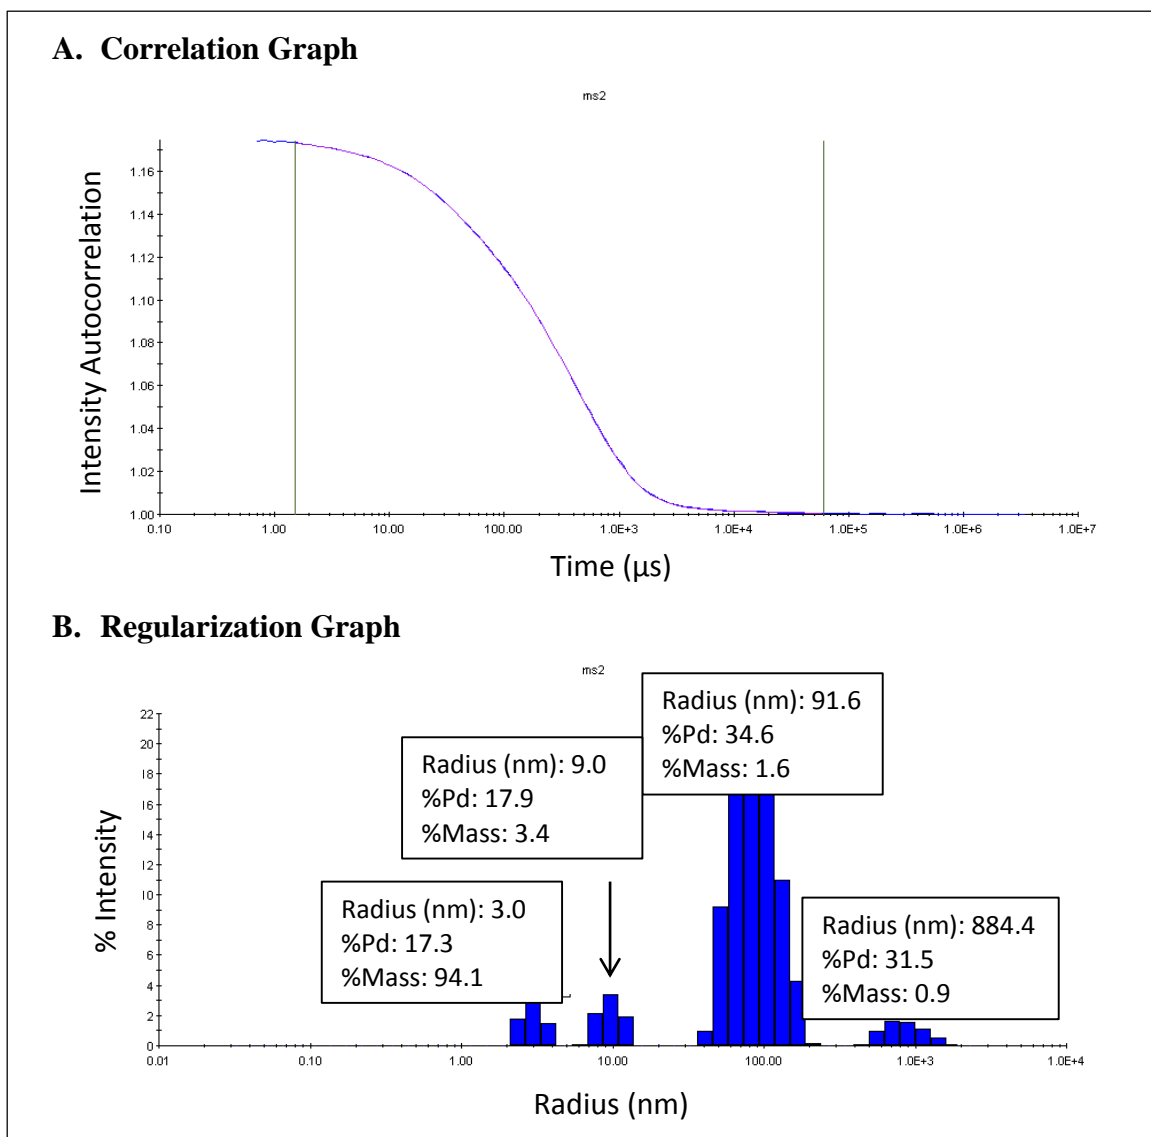 A. Correlation Graph
ms2
Intensity Autocorrelation
1.16
1.14
1.12
1.10
1.08
1.06
1.04
1.02
1.00
0.10 1.00 10.00 100.00 1.0E+3 1.0E+4 1.0E+5 1.0E+6 1.0E+7
Time (µs)
B. Regularization Graph
ms2
% Intensity
22
20
18
16
14
12
10
8
6
4
2
0
Radius (nm): 91.6
%Pd: 34.6
%Mass: 1.6
Radius (nm): 9.0
%Pd: 17.9
%Mass: 3.4
Radius (nm): 3.0
%Pd: 17.3
%Mass: 94.1
Radius (nm): 884.4
%Pd: 31.5
%Mass: 0.9
0.01 0.10 1.00 10.00 100.00 1.0E+3 1.0E+4
Radius (nm)